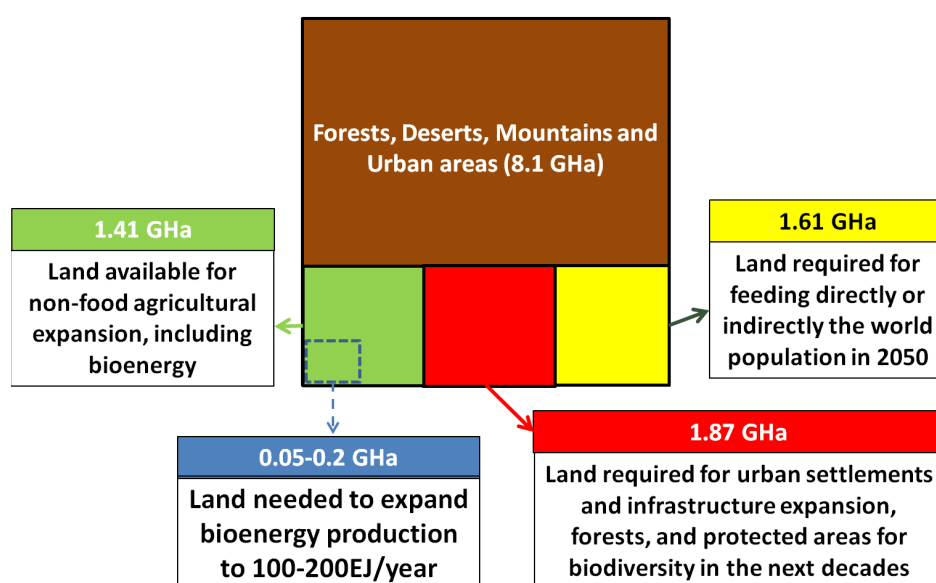 Forests, Deserts, Mountains and
Urban areas (8.1 GHa)
1.41 GHa
Land available for
non-food agricultural
expansion, including
bioenergy
1.61 GHa
Land required for
feeding directly or
indirectly the world
population in 2050
0.05-0.2 GHa
Land needed to expand
bioenergy production
to 100-200EJ/year
1.87 GHa
Land required for urban settlements
and infrastructure expansion,
forests, and protected areas for
biodiversity in the next decades